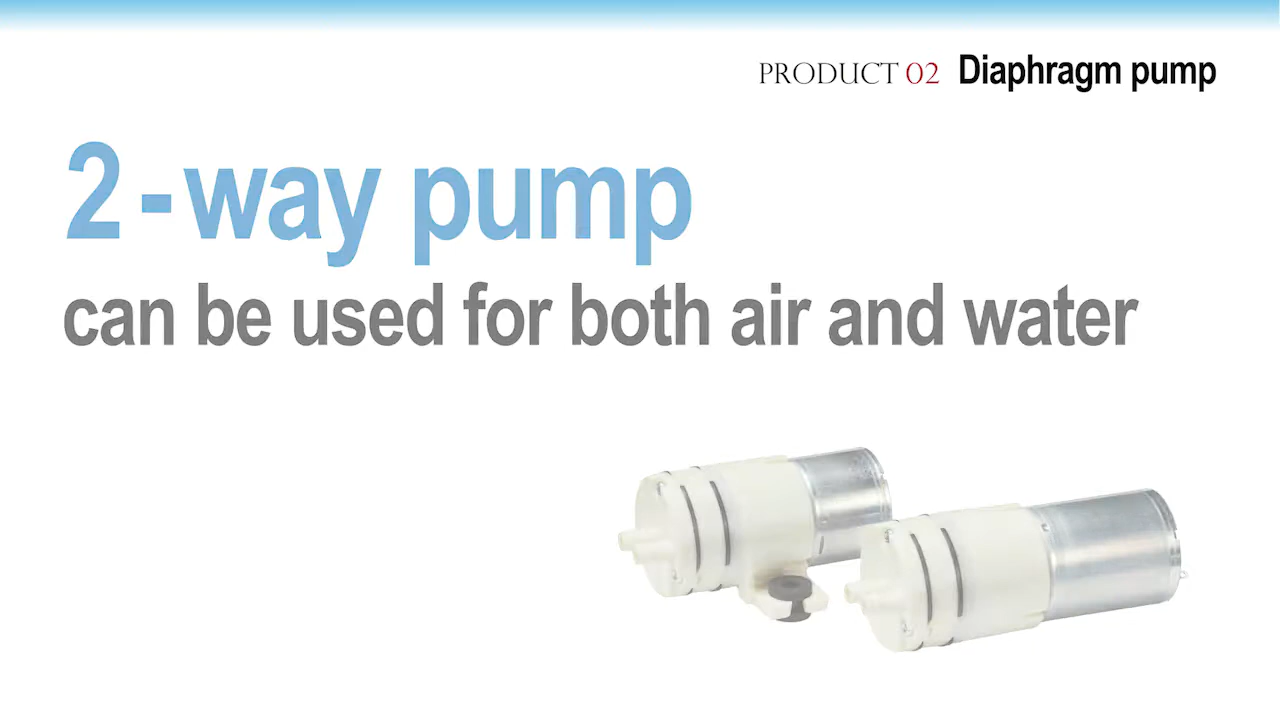 PRODUCT 02 Diaphragm pump
2-way pump
can be used for both air and water